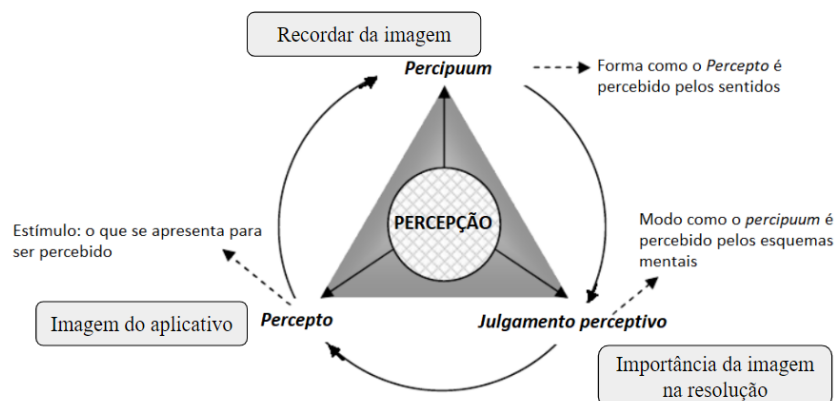 Recordar da imagem
Percipuum
Forma como o Percepto é
percebido pelos sentidos
PERCEPÇÃO
Estímulo: o que se apresenta para
ser percebido
Modo como o percipuum é
percebido pelos esquemas
mentais
Imagem do aplicativo
Percepto
Julgamento perceptivo
Importância da imagem
na resolução